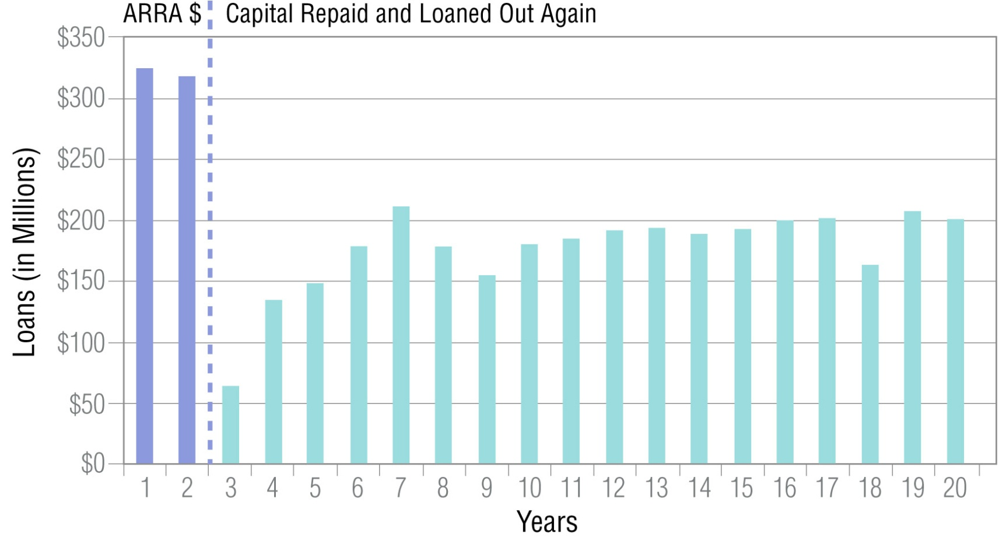 ARRA $ Capital Repaid and Loaned Out Again
$350
$300
$250
$200
$150
$100
$50
$0
Loans (in Millions)
1 2 3 4 5 6 7 8 9 10 11 12 13 14 15 16 17 18 19 20
Years